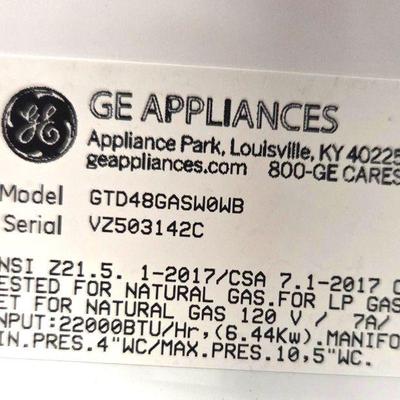 GE
GE APPLIANCES
Appliance Park, Louisville, KY 40225
geappliances.com 800-GE CARES
Model GTD48GASW0WB
Serial VZ503142C
NSI Z21.5. 1-2017/CSA 7.1-2017 C
ESTED FOR NATURAL GAS.FOR LP GAS
ET FOR NATURAL GAS 120 V / 7A/
NPUT:22000BTU/Hr,(6.44Kw).MANIFO
IN.PRES.4"WC/MAX.PRES.10,5"WC.